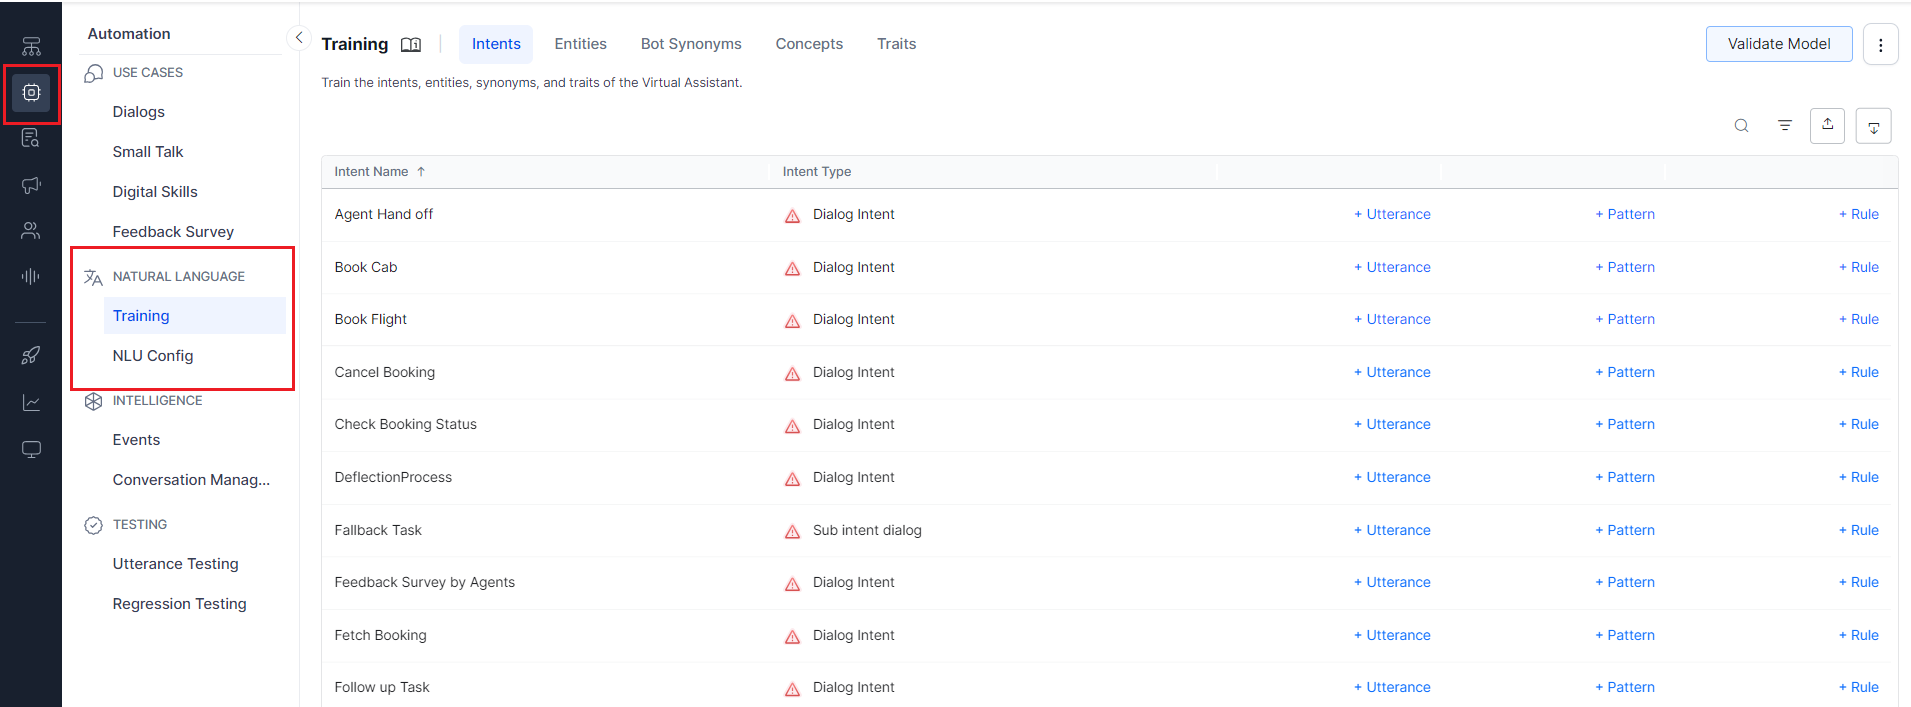 Automation
USE CASES
Dialogs
Small Talk
Digital Skills
Feedback Survey
NATURAL LANGUAGE
Training
NLU Config
INTELLIGENCE
Events
Conversation Manag...
TESTING
Utterance Testing
Regression Testing
Training Intents Entities Bot Synonyms Concepts Traits Validate Model
Train the intents, entities, synonyms, and traits of the Virtual Assistant.
Intent Name ↑ Intent Type
Agent Hand off Dialog Intent + Utterance + Pattern + Rule
Book Cab Dialog Intent + Utterance + Pattern + Rule
Book Flight Dialog Intent + Utterance + Pattern + Rule
Cancel Booking Dialog Intent + Utterance + Pattern + Rule
Check Booking Status Dialog Intent + Utterance + Pattern + Rule
DeflectionProcess Dialog Intent + Utterance + Pattern + Rule
Fallback Task Sub intent dialog + Utterance + Pattern + Rule
Feedback Survey by Agents Dialog Intent + Utterance + Pattern + Rule
Fetch Booking Dialog Intent + Utterance + Pattern + Rule
Follow up Task Dialog Intent + Utterance + Pattern + Rule